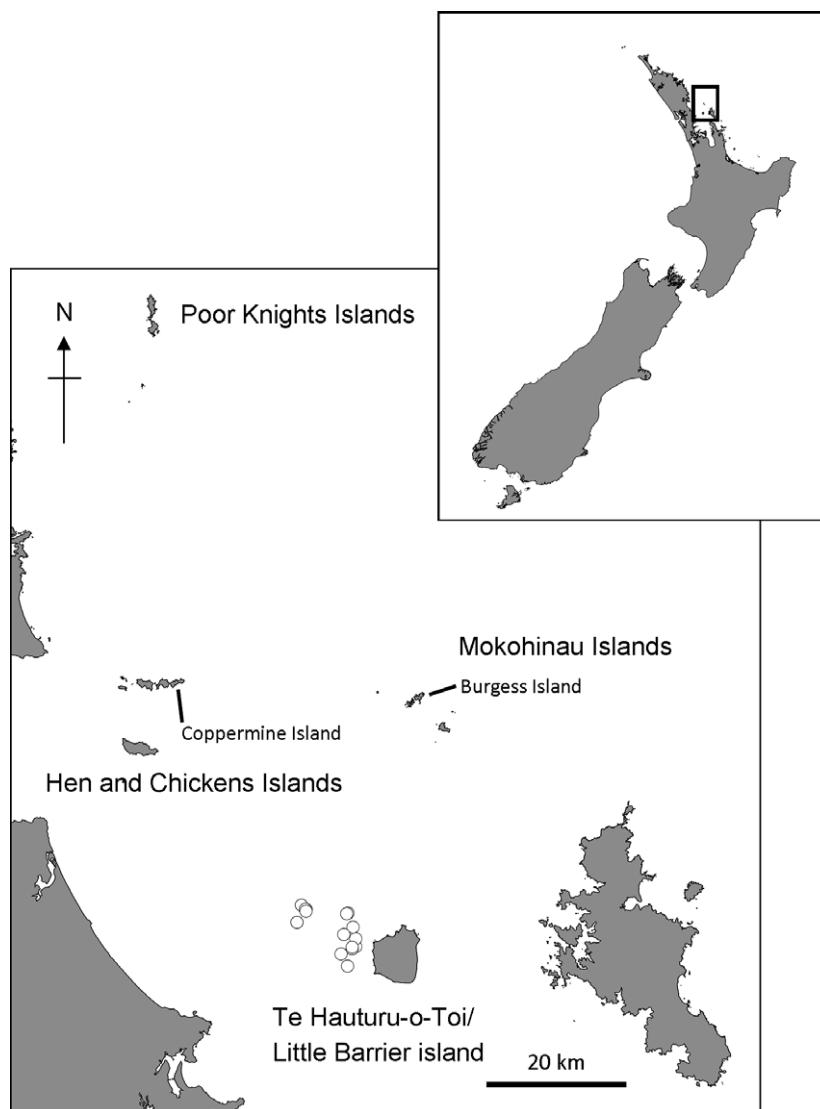 N
Poor Knights Islands
Mokohinau Islands
Burgess Island
Coppermine Island
Hen and Chickens Islands
Te Hauturu-o-Toi/
Little Barrier island
20 km